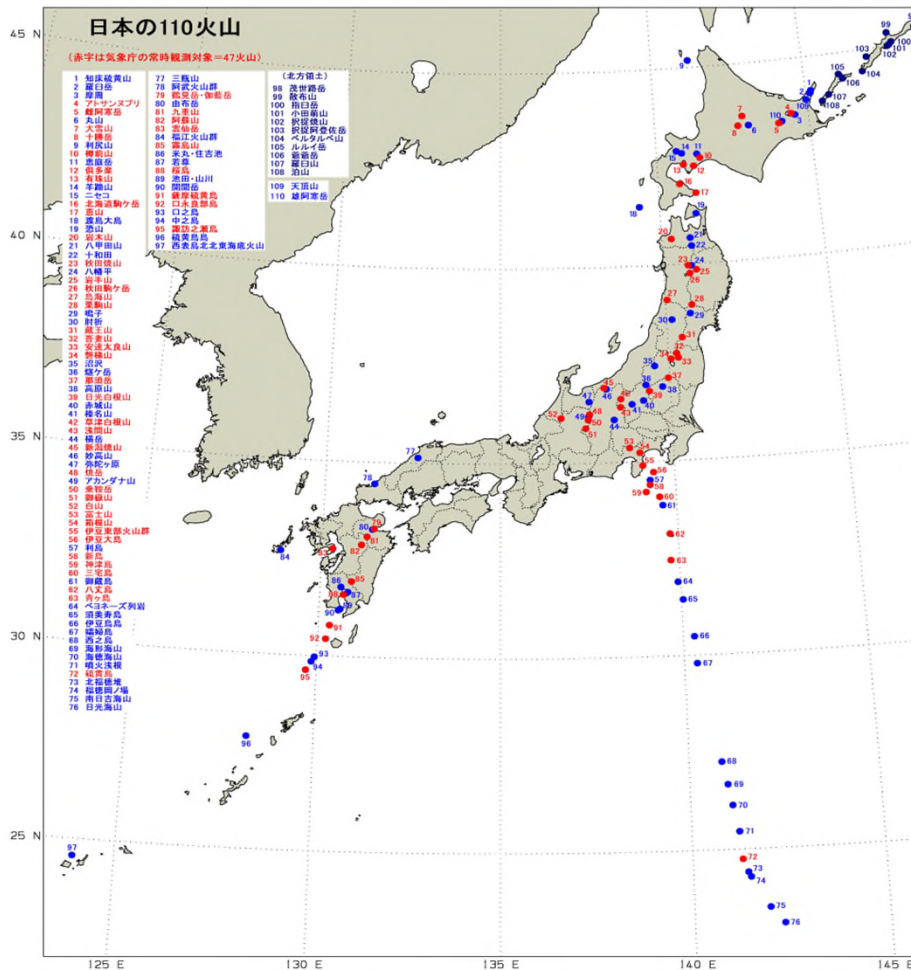 日本の110火山
(赤字は気象庁の常時観測対象=47火山)
1 知床硫黄山
2 羅臼岳
3 摩周
4 アトサンヌプリ
5 雌阿寒岳
6 丸山
7 大雪山
8 十勝岳
9 利尻山
10 樽前山
11 恵庭岳
12 倶多楽
13 有珠山
14 羊蹄山
15 ニセコ
16 北海道駒ケ岳
17 恵山
18 渡島大島
19 恐山
20 岩木山
21 八甲田山
22 十和田
23 秋田焼山
24 八幡平
25 岩手山
26 秋田駒ケ岳
27 鳥海山
28 栗駒山
29 鳴子
30 肘折
31 蔵王山
32 吾妻山
33 安達太良山
34 磐梯山
35 沼沢
36 燧ケ岳
37 那須岳
38 高原山
39 日光白根山
40 赤城山
41 榛名山
42 草津白根山
43 浅間山
44 横岳
45 新潟焼山
46 妙高山
47 弥陀ヶ原
48 焼岳
49 アカンダナ山
50 乗鞍岳
51 御嶽山
52 白山
53 富士山
54 箱根山
55 伊豆東部火山群
56 伊豆大島
57 利島
58 新島
59 神津島
60 三宅島
61 御蔵島
62 八丈島
63 青ヶ島
64 ベヨネーズ列岩
65 須美寿島
66 伊豆鳥島
67 孀婦岩
68 西之島
69 海形海山
70 海徳海山
71 噴火浅根
72 硫黄島
73 北福徳堆
74 福徳岡ノ場
75 南日吉海山
76 日光海山
77 三瓶山
78 阿武火山群
79 鶴見岳・伽藍岳
80 由布岳
81 九重山
82 阿蘇山
83 雲仙岳
84 福江火山群
85 霧島山
86 米丸・住吉池
87 若尊
88 桜島
89 池田・山川
90 開聞岳
91 薩摩硫黄島
92 口永良部島
93 口之島
94 中之島
95 諏訪之瀬島
96 硫黄鳥島
97 西表島北北東海底火山
(北方領土)
98 茂世路岳
99 散布山
100 指臼岳
101 小田萌山
102 択捉焼山
103 択捉阿登佐岳
104 ベルタルベ山
105 ルルイ岳
106 爺爺岳
107 羅臼山
108 泊山
109 天頂山
110 雄阿寒岳
45 N
40 N
35 N
30 N
25 N
125 E
130 E
135 E
140 E
145 E